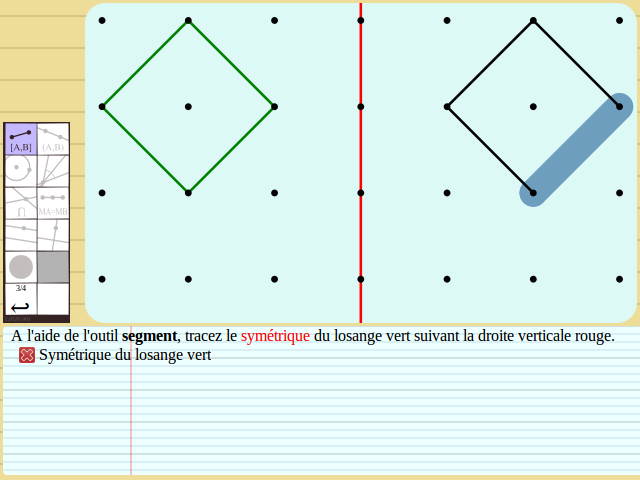 [A,B]
(A,B)
MA=MB
3/4
A l'aide de l'outil segment, tracez le symétrique du losange vert suivant la droite verticale rouge.
Symétrique du losange vert